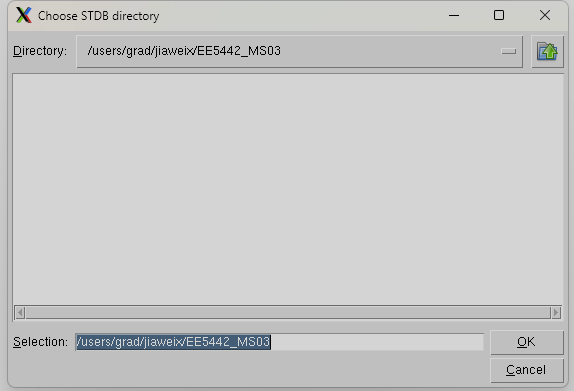 Choose STDB directory
Directory: /users/grad/jiaweix/EE5442_MS03
Selection: /users/grad/jiaweix/EE5442_MS03
OK
Cancel